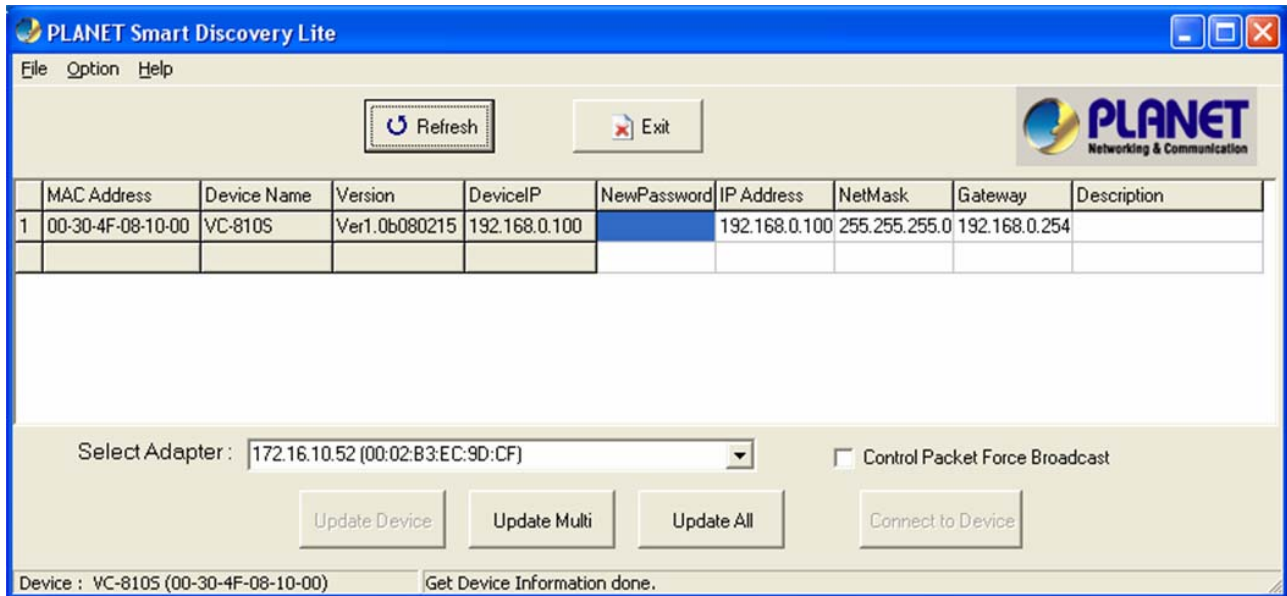 PLANET Smart Discovery Lite
File Option Help
Refresh Exit
PLANET
Networking & Communication
MAC Address Device Name Version DeviceIP NewPassword IP Address NetMask Gateway Description
1 00-30-4F-08-10-00 VC-810S Ver1.0b080215 192.168.0.100 192.168.0.100 255.255.255.0 192.168.0.254
Select Adapter : 172.16.10.52 (00:02:B3:EC:9D:CF) Control Packet Force Broadcast
Update Device Update Multi Update All Connect to Device
Device : VC-810S (00-30-4F-08-10-00) Get Device Information done.